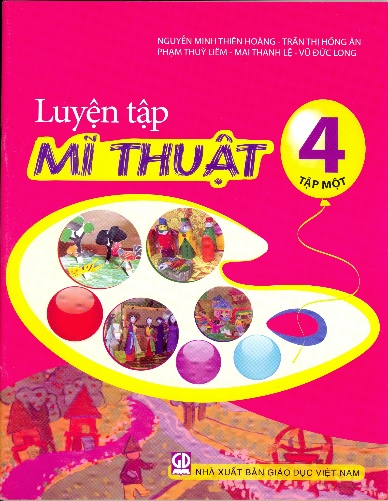 NGUYỄN MINH THIÊN HOÀNG - TRẦN THỊ HỒNG ÂN
PHẠM THUÝ LIÊM - MAI THANH LỆ - VŨ ĐỨC LONG
Luyện tập
MĨ THUẬT
4
TẬP MỘT
GD
NHÀ XUẤT BẢN GIÁO DỤC VIỆT NAM